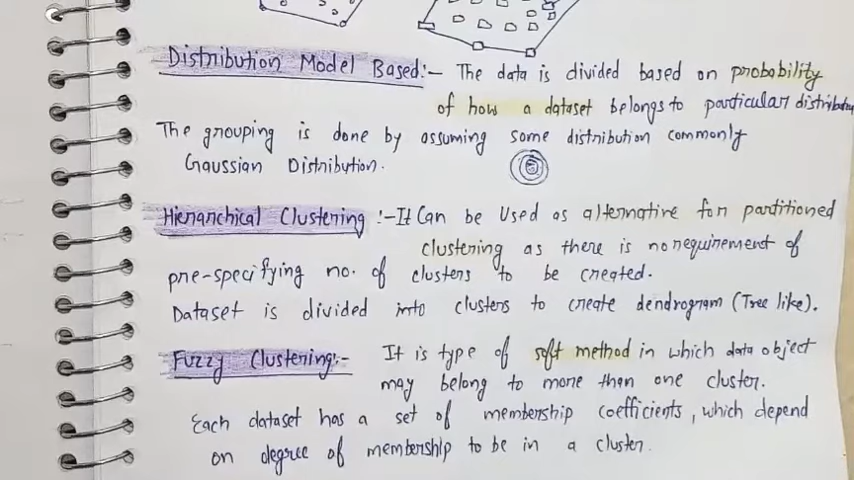 Distribution Model Based:- The data is divided based on probability
of how a dataset belongs to particular distribution
The grouping is done by assuming some distribution commonly
Gaussian Distribution.
Hierarchical Clustering :- It Can be Used as alternative for partitioned
clustering as there is no requirement of
pre-specifying no. of clusters to be created.
Dataset is divided into clusters to create dendrogram (Tree like).
Fuzzy Clustering:- It is type of soft method in which data object
may belong to more than one cluster.
Each dataset has a set of membership coefficients, which depend
on degree of membership to be in a cluster.